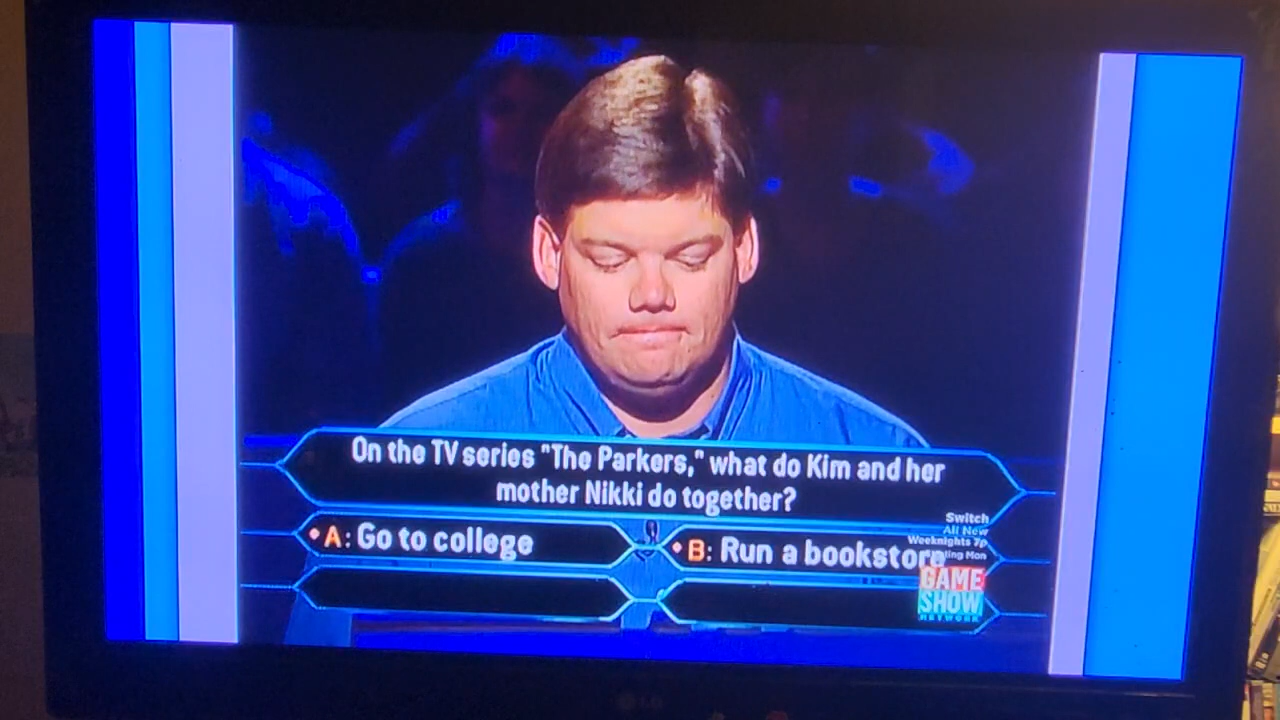 On the TV series "The Parkers," what do Kim and her
mother Nikki do together?
A: Go to college
B: Run a bookstore
Switch
All New
Weeknights 7p
GAME
SHOW
NETWORK
LG